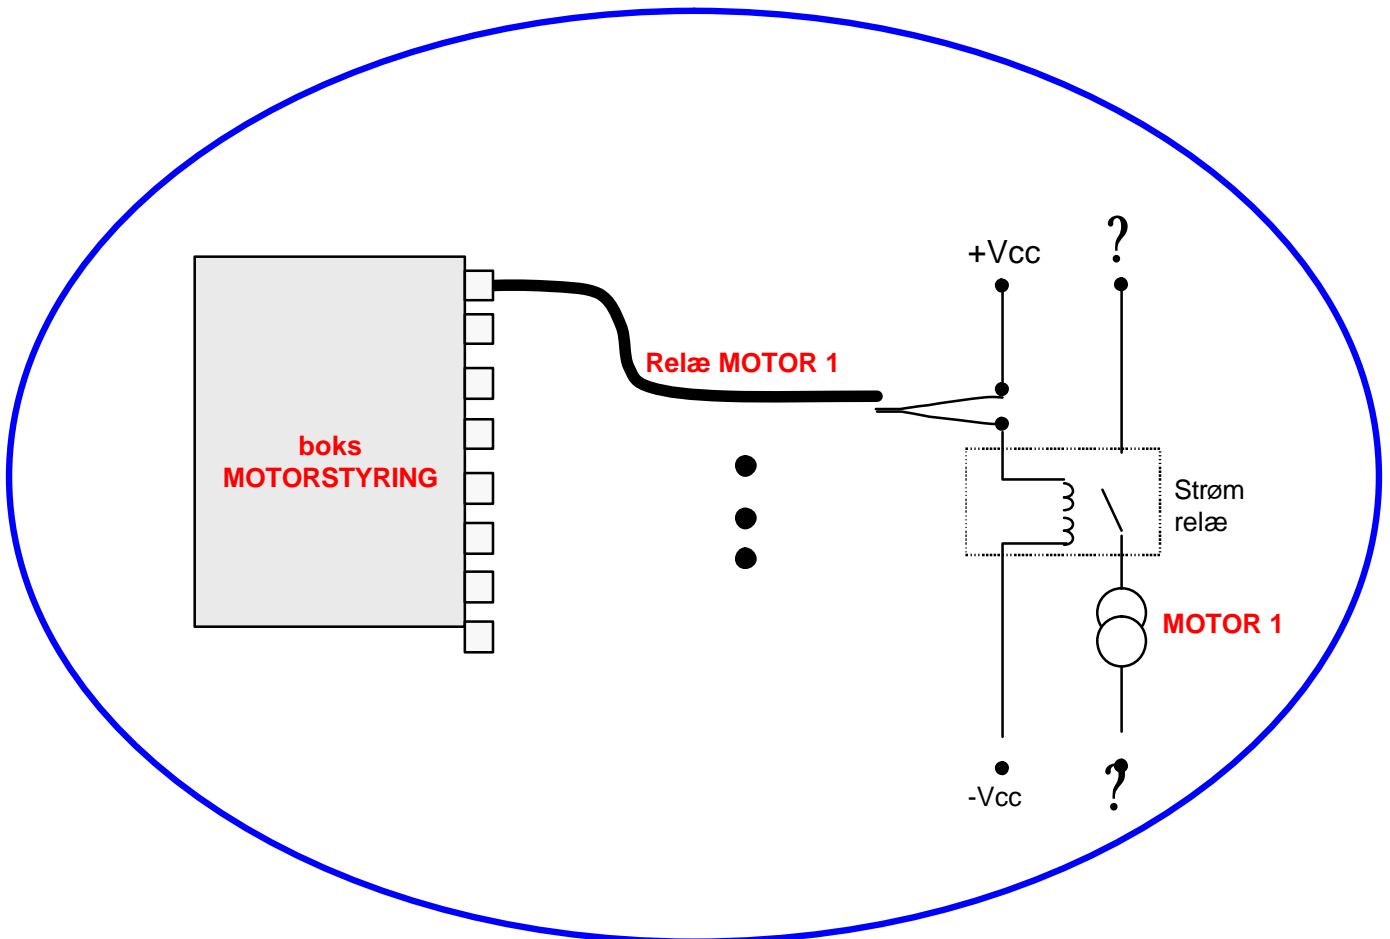 +Vcc
?
Relæ MOTOR 1
boks
MOTORSTYRING
Strøm
relæ
MOTOR 1
-Vcc
?